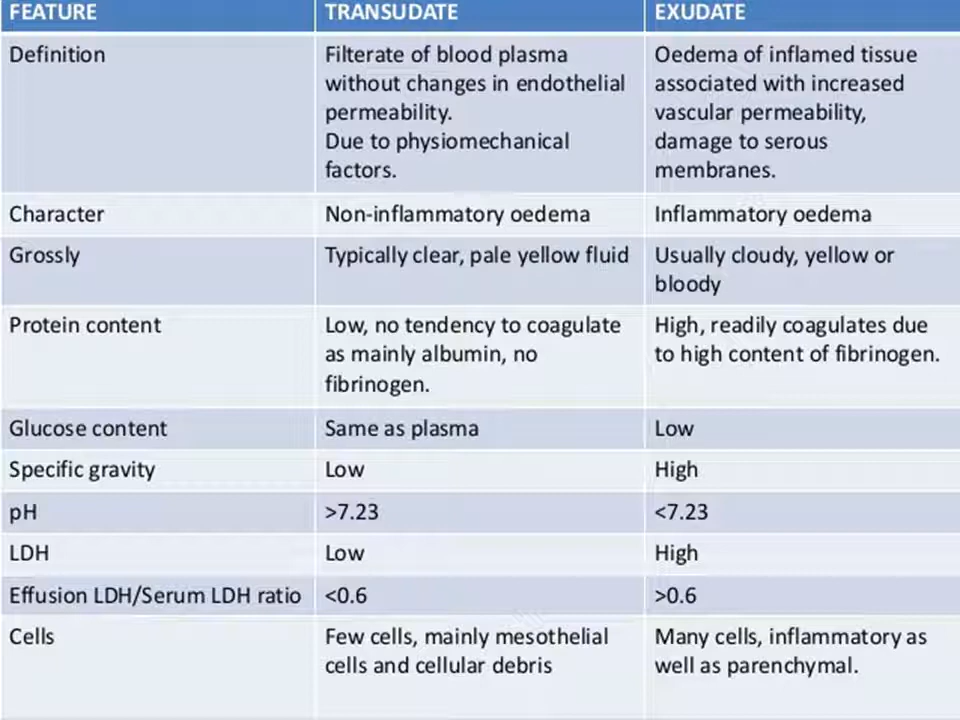 FEATURE TRANSUDATE EXUDATE
Definition
Filterate of blood plasma
without changes in endothelial
permeability.
Due to physiomechanical
factors.
Oedema of inflamed tissue
associated with increased
vascular permeability,
damage to serous
membranes.
Character
Non-inflammatory oedema
Inflammatory oedema
Grossly
Typically clear, pale yellow fluid
Usually cloudy, yellow or
bloody
Protein content
Low, no tendency to coagulate
as mainly albumin, no
fibrinogen.
High, readily coagulates due
to high content of fibrinogen.
Glucose content
Same as plasma
Low
Specific gravity
Low
High
pH
>7.23
<7.23
LDH
Low
High
Effusion LDH/Serum LDH ratio
<0.6
>0.6
Cells
Few cells, mainly mesothelial
cells and cellular debris
Many cells, inflammatory as
well as parenchymal.